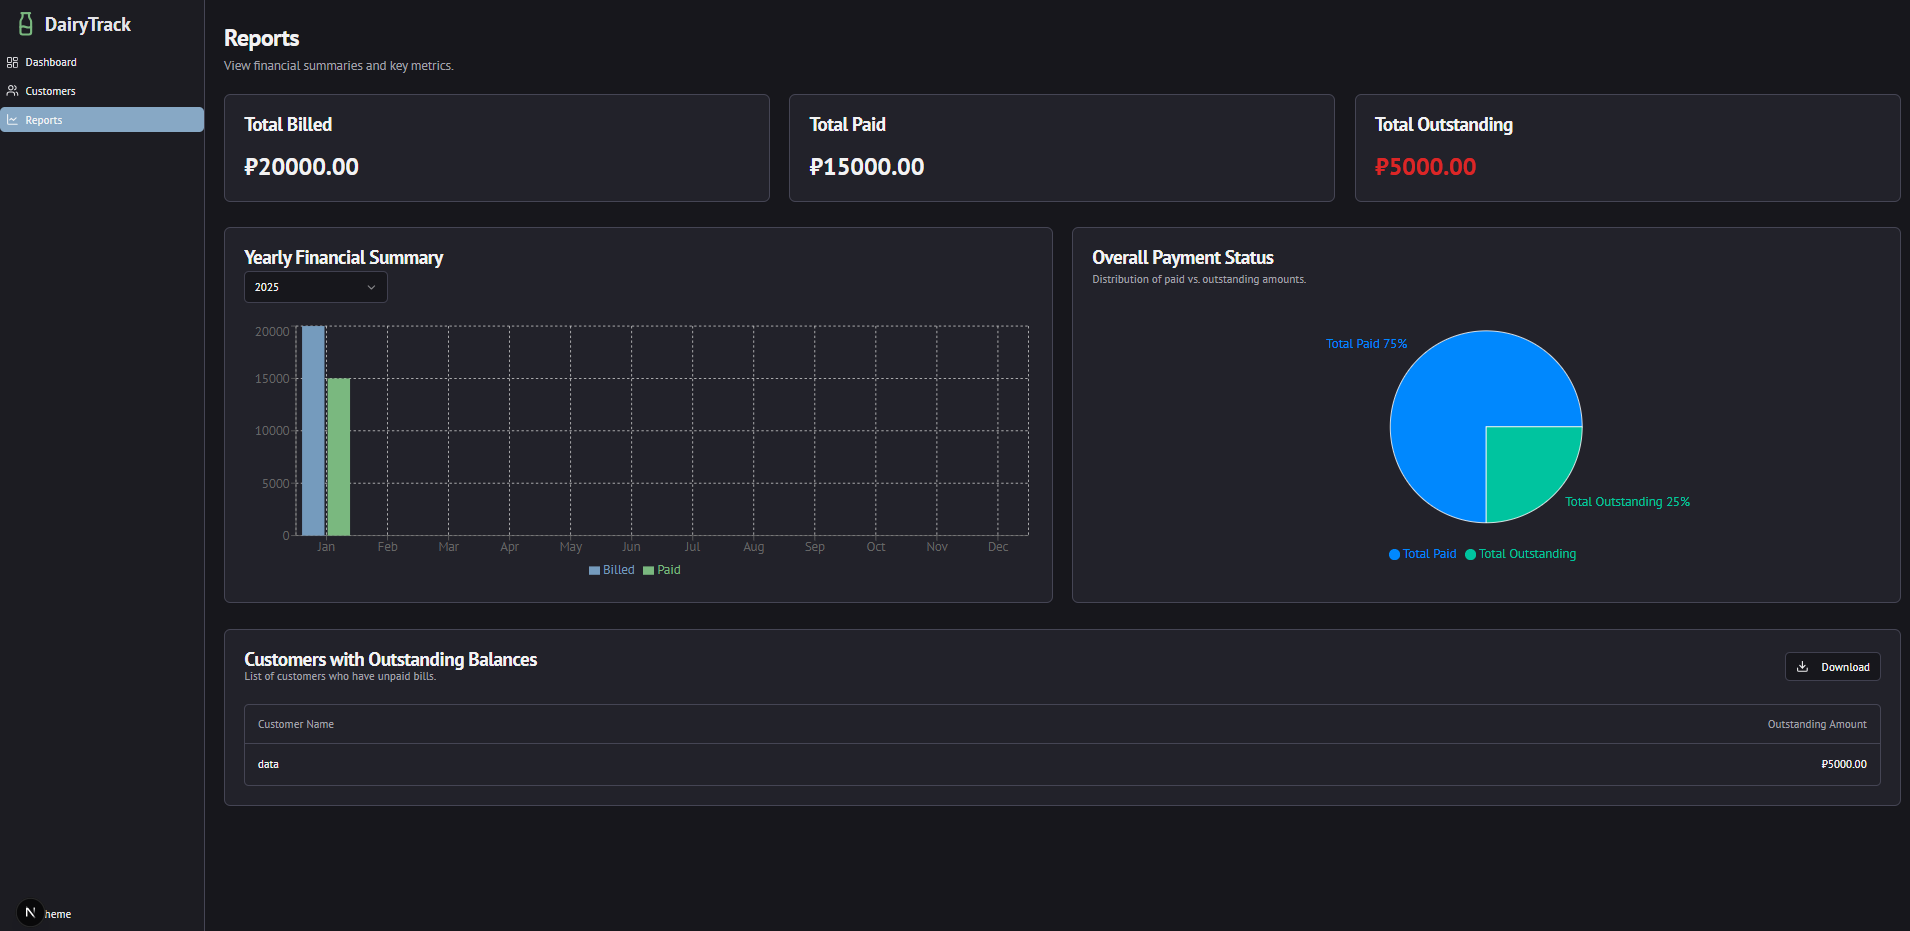 DairyTrack
Dashboard
Customers
Reports
Reports
View financial summaries and key metrics.
Total Billed
₽20000.00
Total Paid
₽15000.00
Total Outstanding
₽5000.00
Yearly Financial Summary
2025
20000
15000
10000
5000
0
Jan Feb Mar Apr May Jun Jul Aug Sep Oct Nov Dec
Billed Paid
Overall Payment Status
Distribution of paid vs. outstanding amounts.
Total Paid 75%
Total Outstanding 25%
Total Paid Total Outstanding
Customers with Outstanding Balances
List of customers who have unpaid bills.
Download
Customer Name Outstanding Amount
data ₽5000.00
N heme